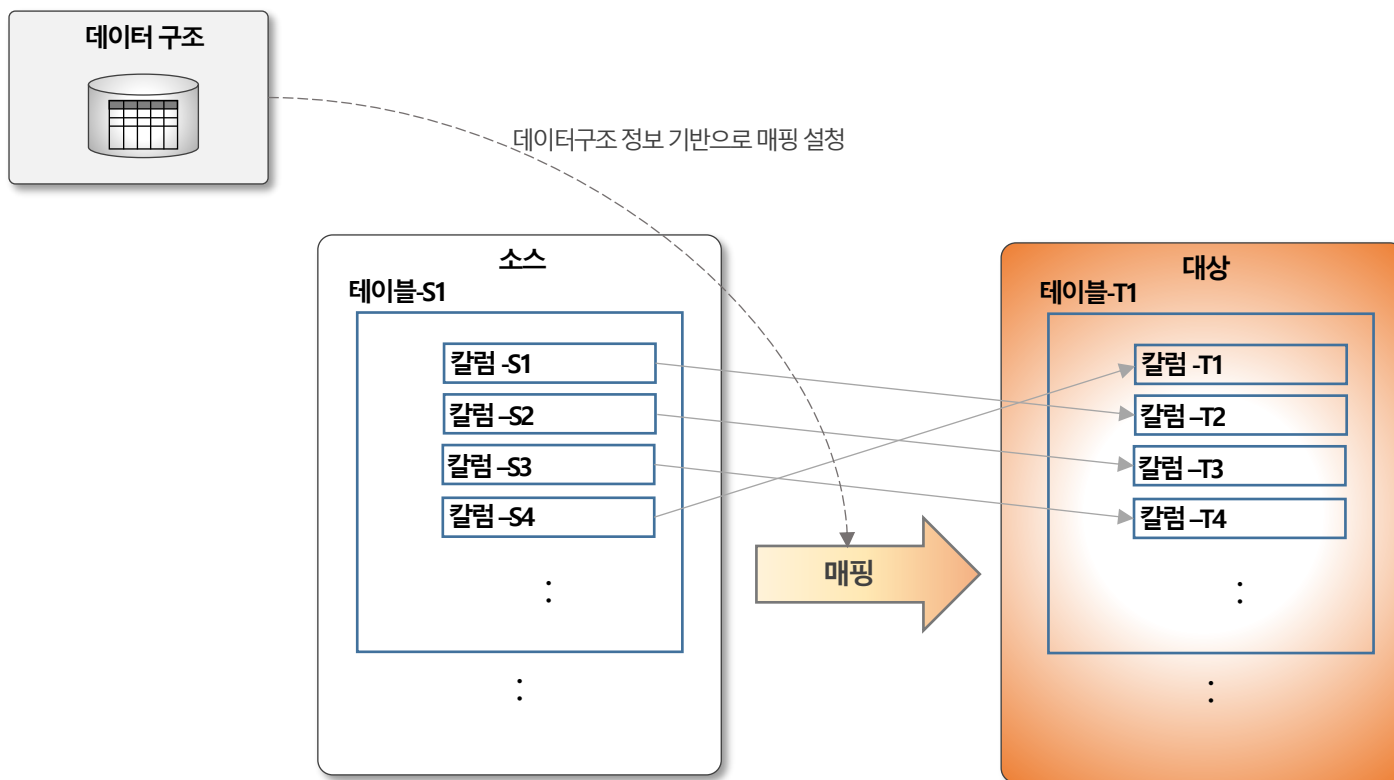 데이터 구조
데이터구조 정보 기반으로 매핑 설청
소스
테이블-S1
칼럼 -S1
칼럼 –S2
칼럼 –S3
칼럼 –S4
:
:
매핑
대상
테이블-T1
칼럼 -T1
칼럼 –T2
칼럼 –T3
칼럼 –T4
:
: